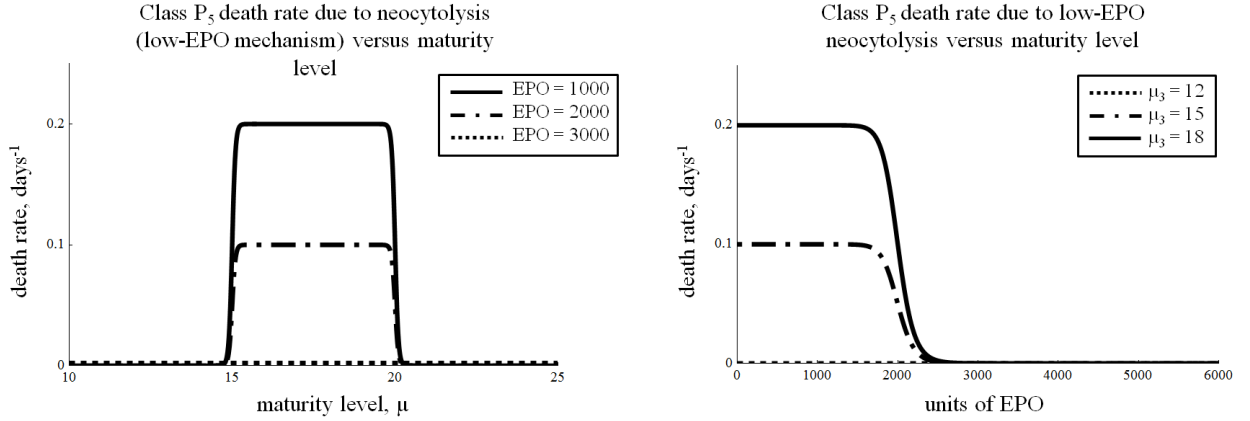 Class P₅ death rate due to neocytolysis
(low-EPO mechanism) versus maturity
level
EPO = 1000
EPO = 2000
EPO = 3000
death rate, days⁻¹
0.2
0.1
0
10
15
20
25
maturity level, μ
Class P₅ death rate due to low-EPO
neocytolysis versus maturity level
μ₃ = 12
μ₃ = 15
μ₃ = 18
death rate, days⁻¹
0.2
0.1
0
0
1000
2000
3000
4000
5000
6000
units of EPO